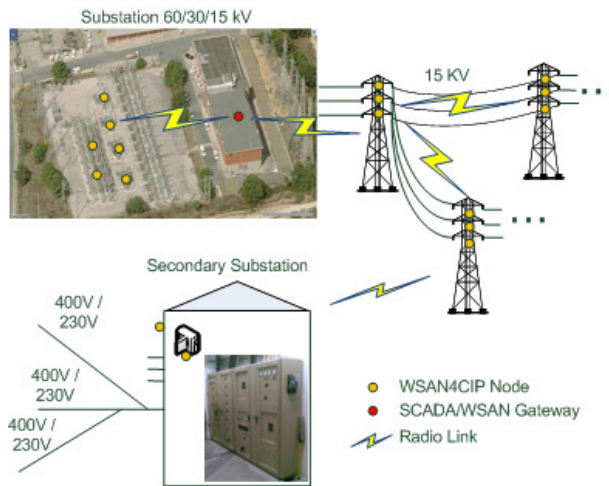 Substation 60/30/15 kV
15 KV
Secondary Substation
400V /
230V
400V /
230V
400V /
230V
WSAN4CIP Node
SCADA/WSAN Gateway
Radio Link